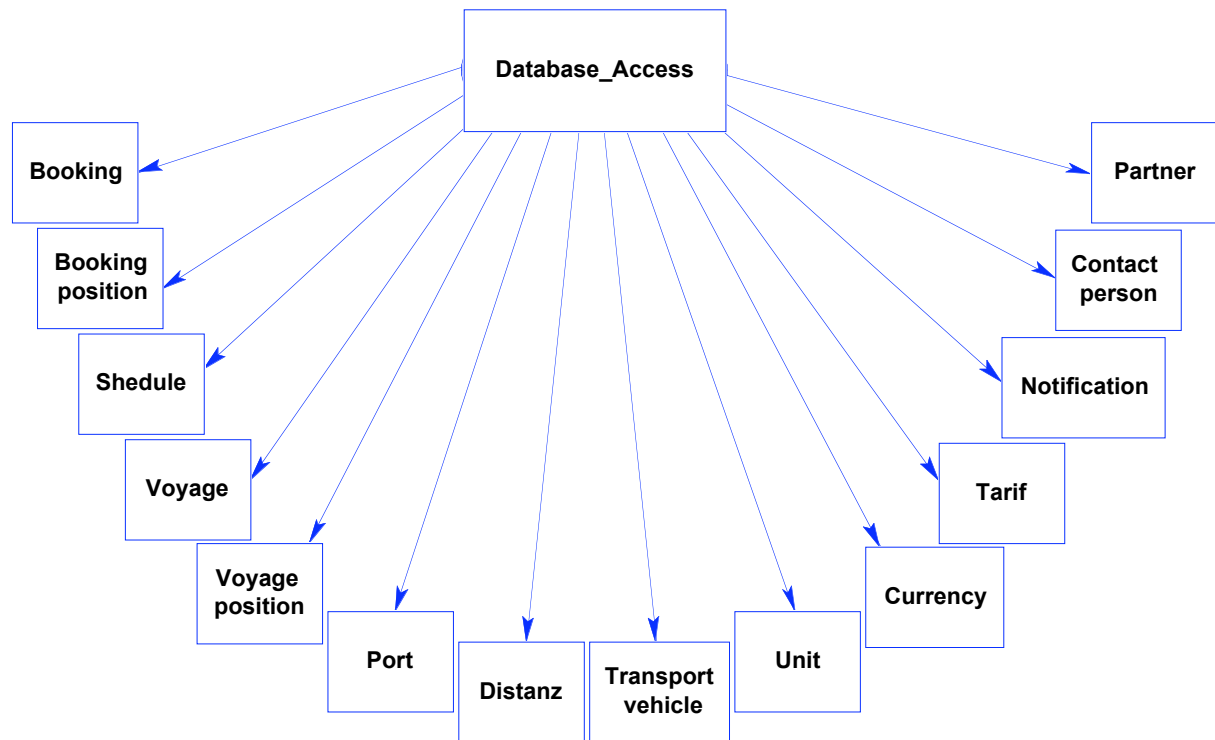 Database_Access
Booking
Partner
Booking
position
Contact
person
Shedule
Notification
Voyage
Tarif
Voyage
position
Currency
Port
Unit
Distanz
Transport
vehicle